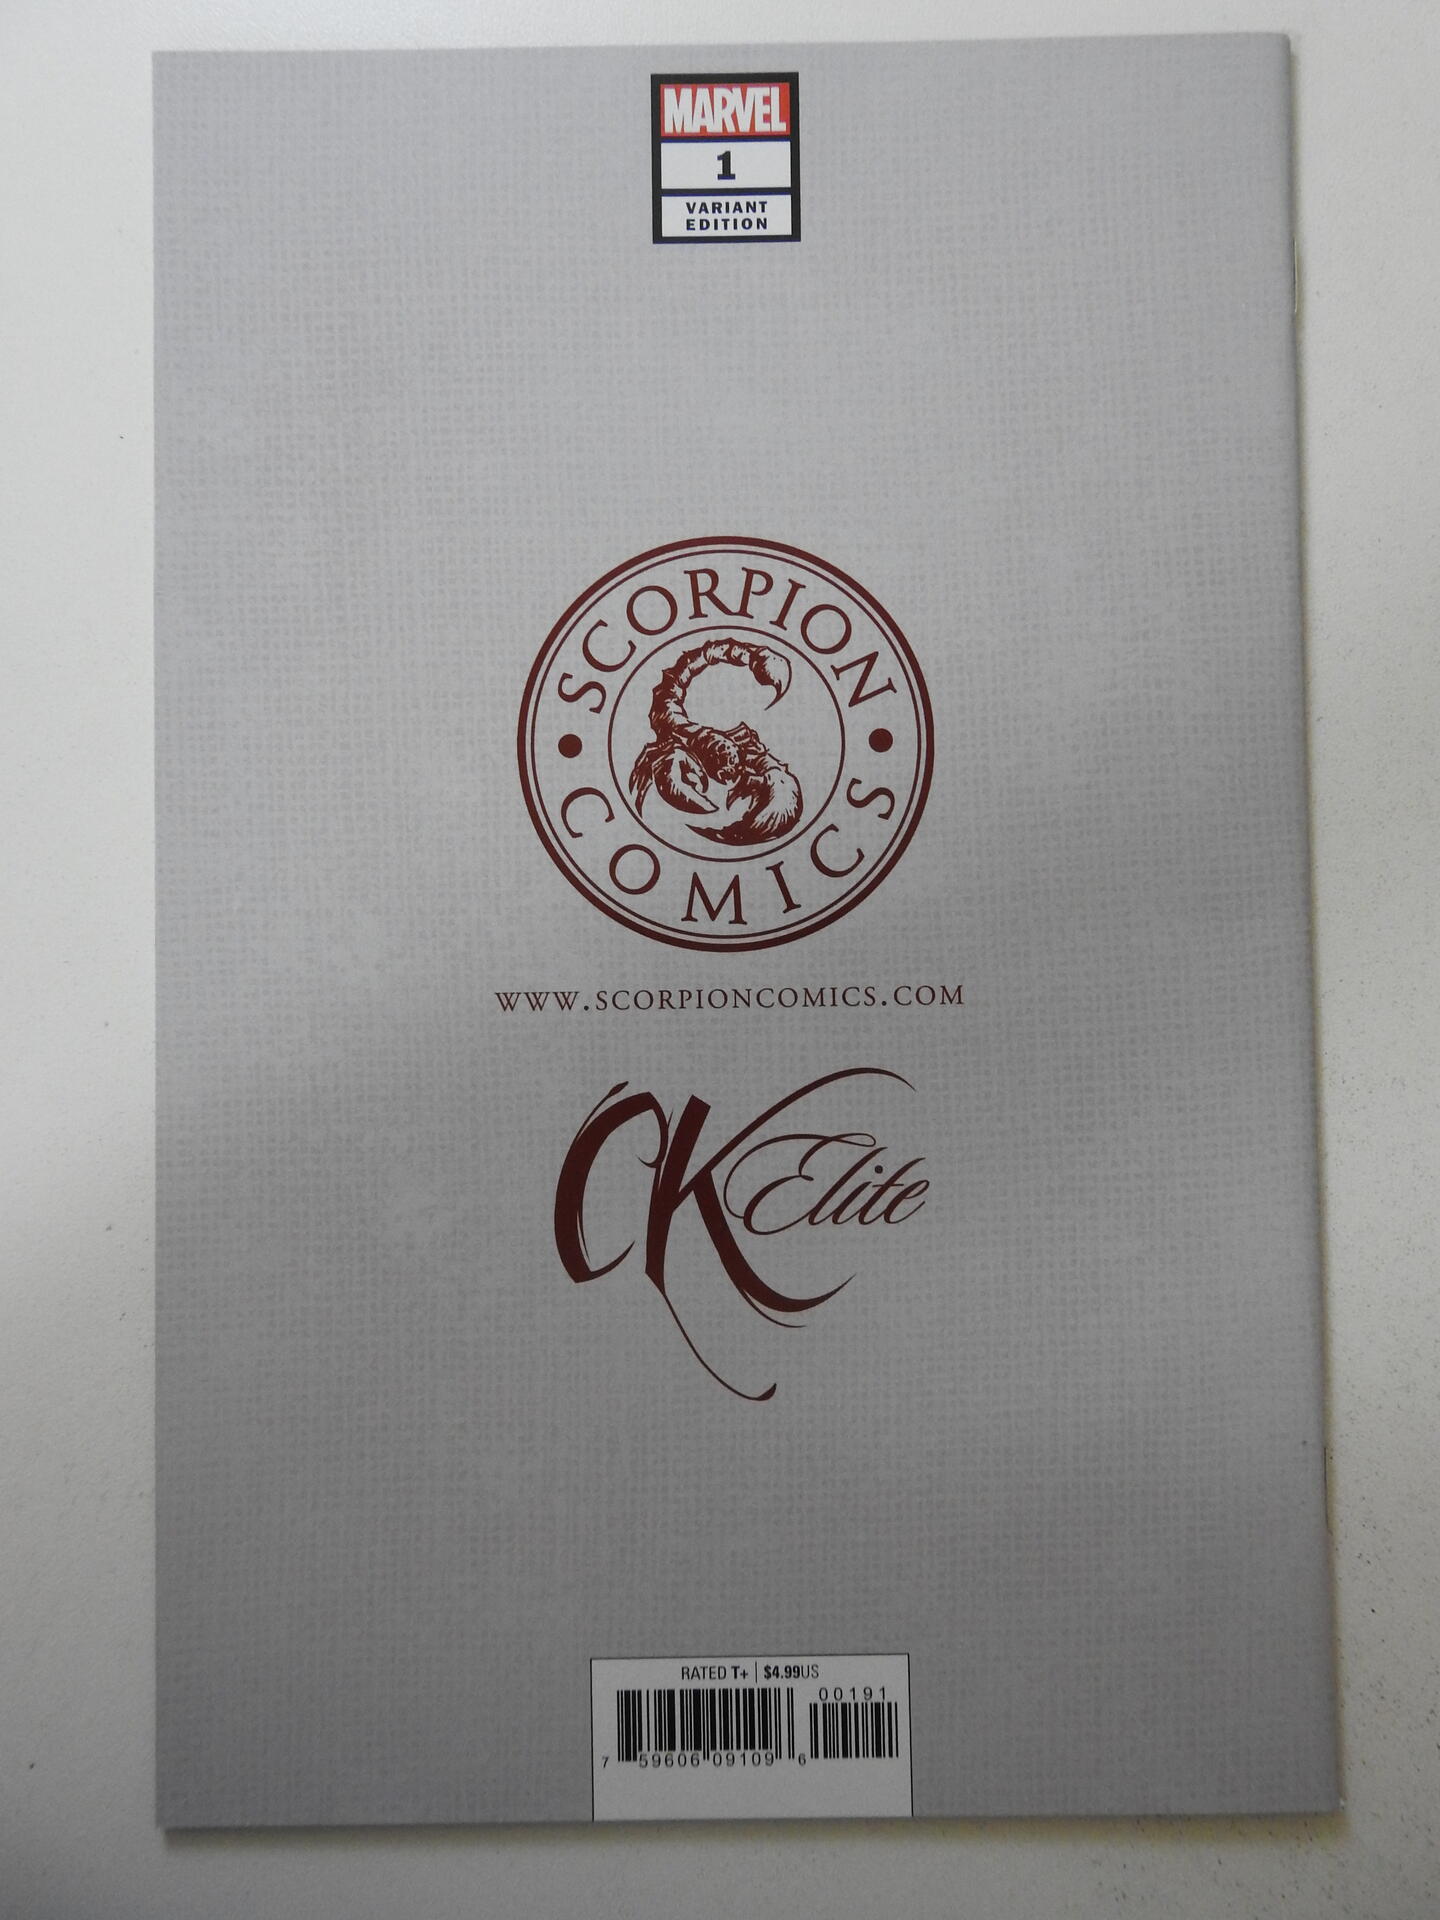 MARVEL
1
VARIANT
EDITION
SCORPION
COMICS
WWW.SCORPIONCOMICS.COM
CK Elite
RATED T+ $4.99US
00191
7 59606 09109 6